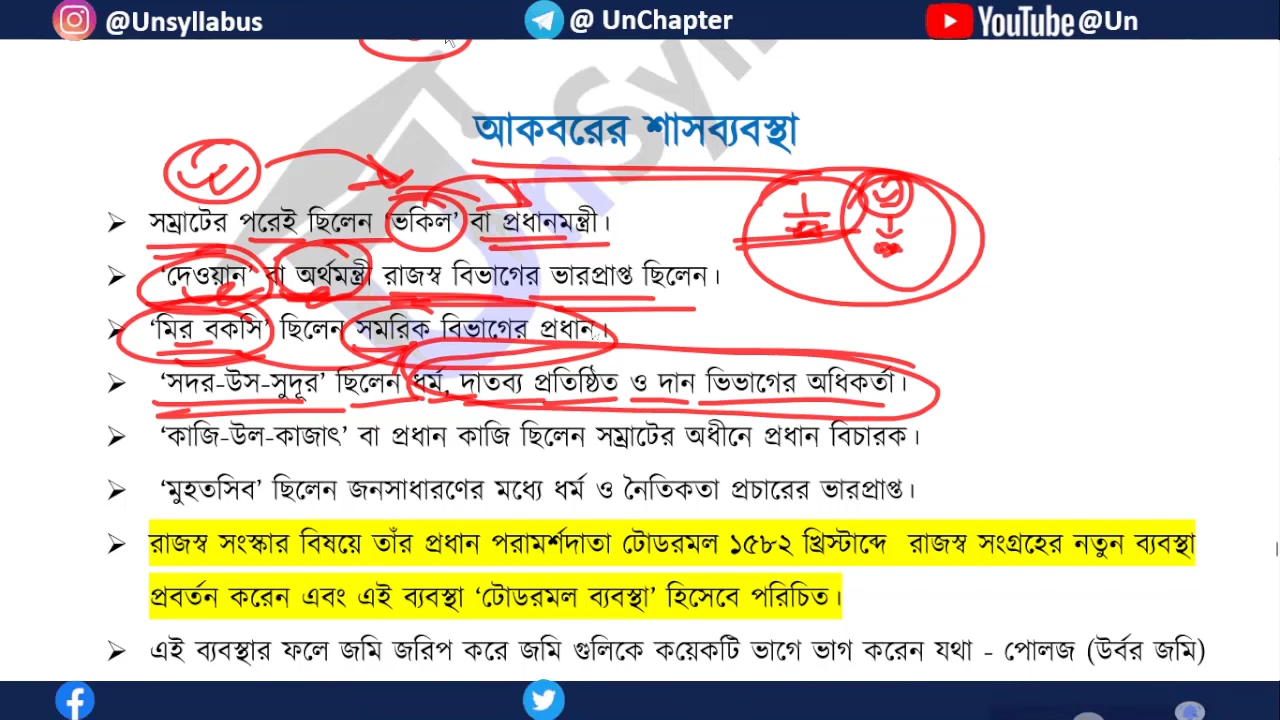 @Unsyllabus @ UnChapter YouTube @Un
আকবরের শাসব্যবস্থা
➢ সম্রাটের পরেই ছিলেন ‘ভকিল’ বা প্রধানমন্ত্রী।
➢ ‘দেওয়ান’ বা অর্থমন্ত্রী রাজস্ব বিভাগের ভারপ্রাপ্ত ছিলেন।
➢ ‘মির বকসি’ ছিলেন সমরিক বিভাগের প্রধান।
➢ ‘সদর-উস-সুদূর’ ছিলেন ধর্ম, দাতব্য প্রতিষ্ঠিত ও দান ভিভাগের অধিকর্তা।
➢ ‘কাজি-উল-কাজাৎ’ বা প্রধান কাজি ছিলেন সম্রাটের অধীনে প্রধান বিচারক।
➢ ‘মুহতসিব’ ছিলেন জনসাধারণের মধ্যে ধর্ম ও নৈতিকতা প্রচারের ভারপ্রাপ্ত।
➢ রাজস্ব সংস্কার বিষয়ে তাঁর প্রধান পরামর্শদাতা টোডরমল ১৫৮২ খ্রিস্টাব্দে রাজস্ব সংগ্রহের নতুন ব্যবস্থা
প্রবর্তন করেন এবং এই ব্যবস্থা ‘টোডরমল ব্যবস্থা’ হিসেবে পরিচিত।
➢ এই ব্যবস্থার ফলে জমি জরিপ করে জমি গুলিকে কয়েকটি ভাগে ভাগ করেন যথা - পোলজ (উর্বর জমি)